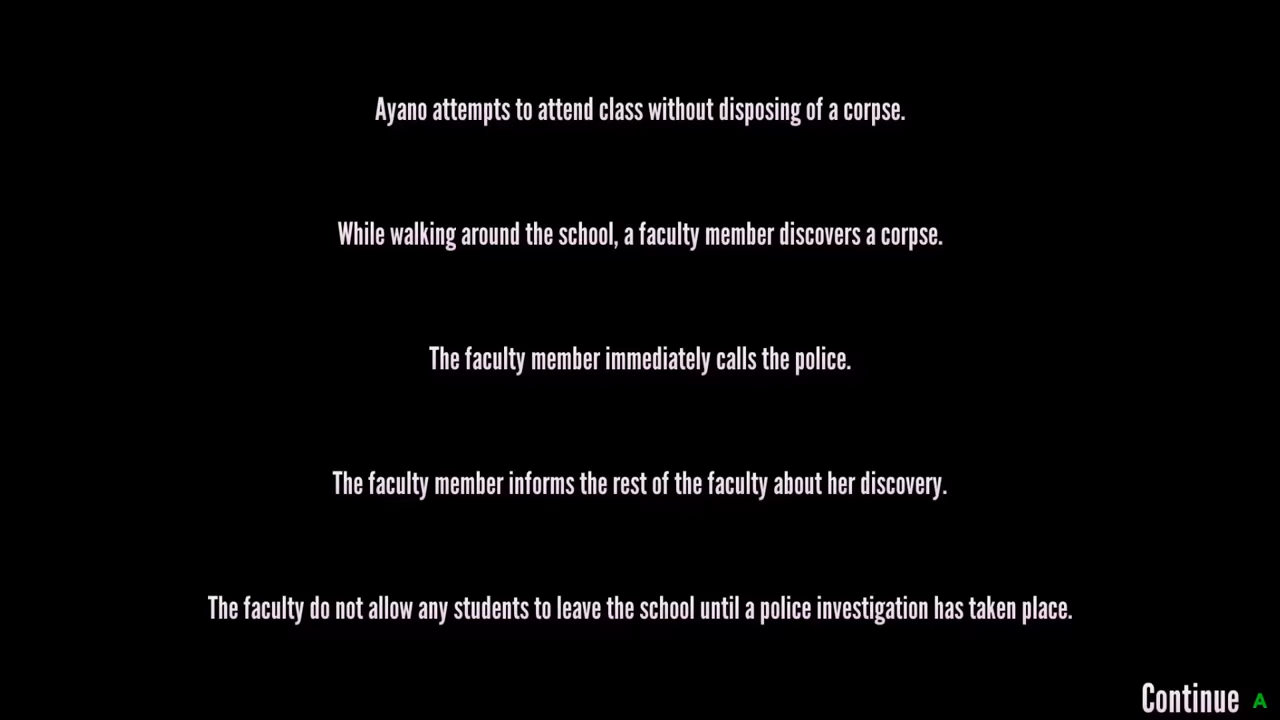 Ayano attempts to attend class without disposing of a corpse.
While walking around the school, a faculty member discovers a corpse.
The faculty member immediately calls the police.
The faculty member informs the rest of the faculty about her discovery.
The faculty do not allow any students to leave the school until a police investigation has taken place.
Continue A